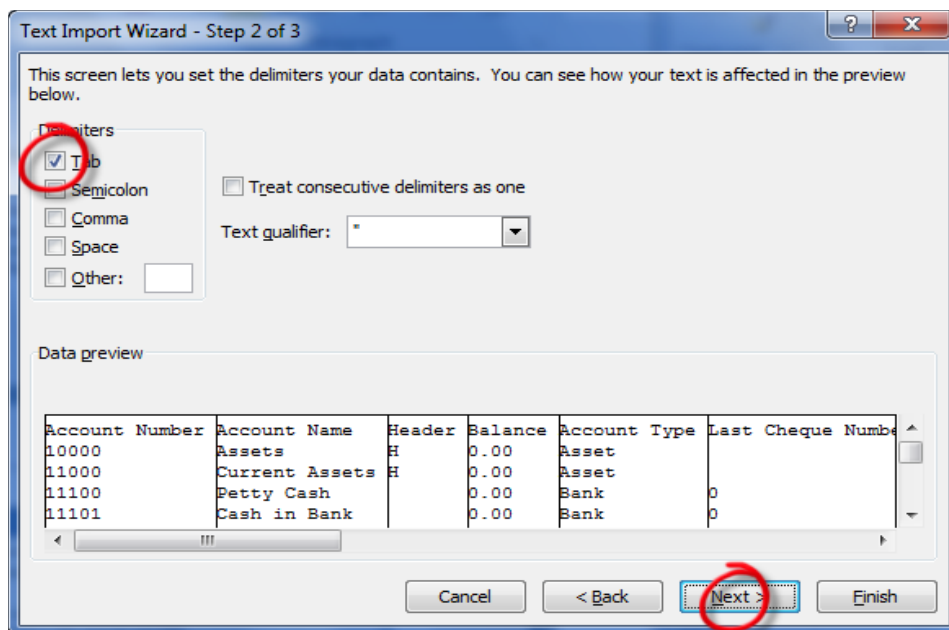 Text Import Wizard - Step 2 of 3
This screen lets you set the delimiters your data contains. You can see how your text is affected in the preview
below.
Delimiters
Tab
Semicolon
Treat consecutive delimiters as one
Comma
Text qualifier: "
Space
Other:
Data preview
Account Number Account Name Header Balance Account Type Last Cheque Numbe
10000 Assets H 0.00 Asset
11000 Current Assets H 0.00 Asset
11100 Petty Cash 0.00 Bank 0
11101 Cash in Bank 0.00 Bank 0
Cancel < Back Next > Finish